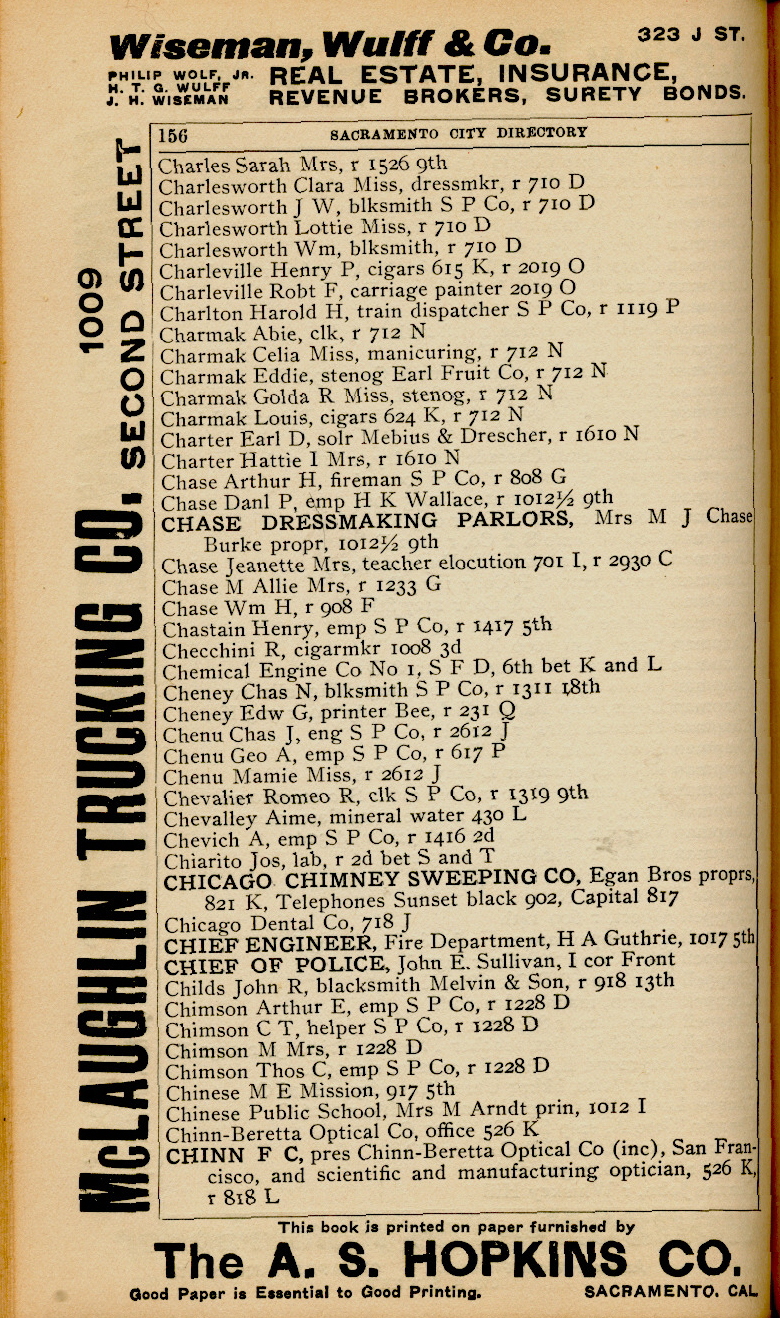 Wiseman, Wulff & Co. 323 J ST.
PHILIP WOLF, JR.
H. T. G. WULFF
J. H. WISEMAN
REAL ESTATE, INSURANCE,
REVENUE BROKERS, SURETY BONDS.
McLAUGHLIN TRUCKING CO. 1009 SECOND STREET
156 SACRAMENTO CITY DIRECTORY
Charles Sarah Mrs, r 1526 9th
Charlesworth Clara Miss, dressmkr, r 710 D
Charlesworth J W, blksmith S P Co, r 710 D
Charlesworth Lottie Miss, r 710 D
Charlesworth Wm, blksmith, r 710 D
Charleville Henry P, cigars 615 K, r 2019 O
Charleville Robt F, carriage painter 2019 O
Charlton Harold H, train dispatcher S P Co, r 1119 P
Charmak Abie, clk, r 712 N
Charmak Celia Miss, manicuring, r 712 N
Charmak Eddie, stenog Earl Fruit Co, r 712 N
Charmak Golda R Miss, stenog, r 712 N
Charmak Louis, cigars 624 K, r 712 N
Charter Earl D, solr Mebius & Drescher, r 1610 N
Charter Hattie I Mrs, r 1610 N
Chase Arthur H, fireman S P Co, r 808 G
Chase Danl P, emp H K Wallace, r 1012½ 9th
CHASE DRESSMAKING PARLORS, Mrs M J Chase
Burke propr, 1012½ 9th
Chase Jeanette Mrs, teacher elocution 701 I, r 2930 C
Chase M Allie Mrs, r 1233 G
Chase Wm H, r 908 F
Chastain Henry, emp S P Co, r 1417 5th
Checchini R, cigarmkr 1008 3d
Chemical Engine Co No 1, S F D, 6th bet K and L
Cheney Chas N, blksmith S P Co, r 1311 18th
Cheney Edw G, printer Bee, r 231 Q
Chenu Chas J, eng S P Co, r 2612 J
Chenu Geo A, emp S P Co, r 617 P
Chenu Mamie Miss, r 2612 J
Chevalier Romeo R, clk S P Co, r 1319 9th
Chevalley Aime, mineral water 430 L
Chevich A, emp S P Co, r 1416 2d
Chiarito Jos, lab, r 2d bet S and T
CHICAGO CHIMNEY SWEEPING CO, Egan Bros proprs,
821 K, Telephones Sunset black 902, Capital 817
Chicago Dental Co, 718 J
CHIEF ENGINEER, Fire Department, H A Guthrie, 1017 5th
CHIEF OF POLICE, John E. Sullivan, I cor Front
Childs John R, blacksmith Melvin & Son, r 918 13th
Chimson Arthur E, emp S P Co, r 1228 D
Chimson C T, helper S P Co, r 1228 D
Chimson M Mrs, r 1228 D
Chimson Thos C, emp S P Co, r 1228 D
Chinese M E Mission, 917 5th
Chinese Public School, Mrs M Arndt prin, 1012 I
Chinn-Beretta Optical Co, office 526 K
CHINN F C, pres Chinn-Beretta Optical Co (inc), San Fran-
cisco, and scientific and manufacturing optician, 526 K,
r 818 L
This book is printed on paper furnished by
The A. S. HOPKINS CO.
Good Paper is Essential to Good Printing. SACRAMENTO. CAL